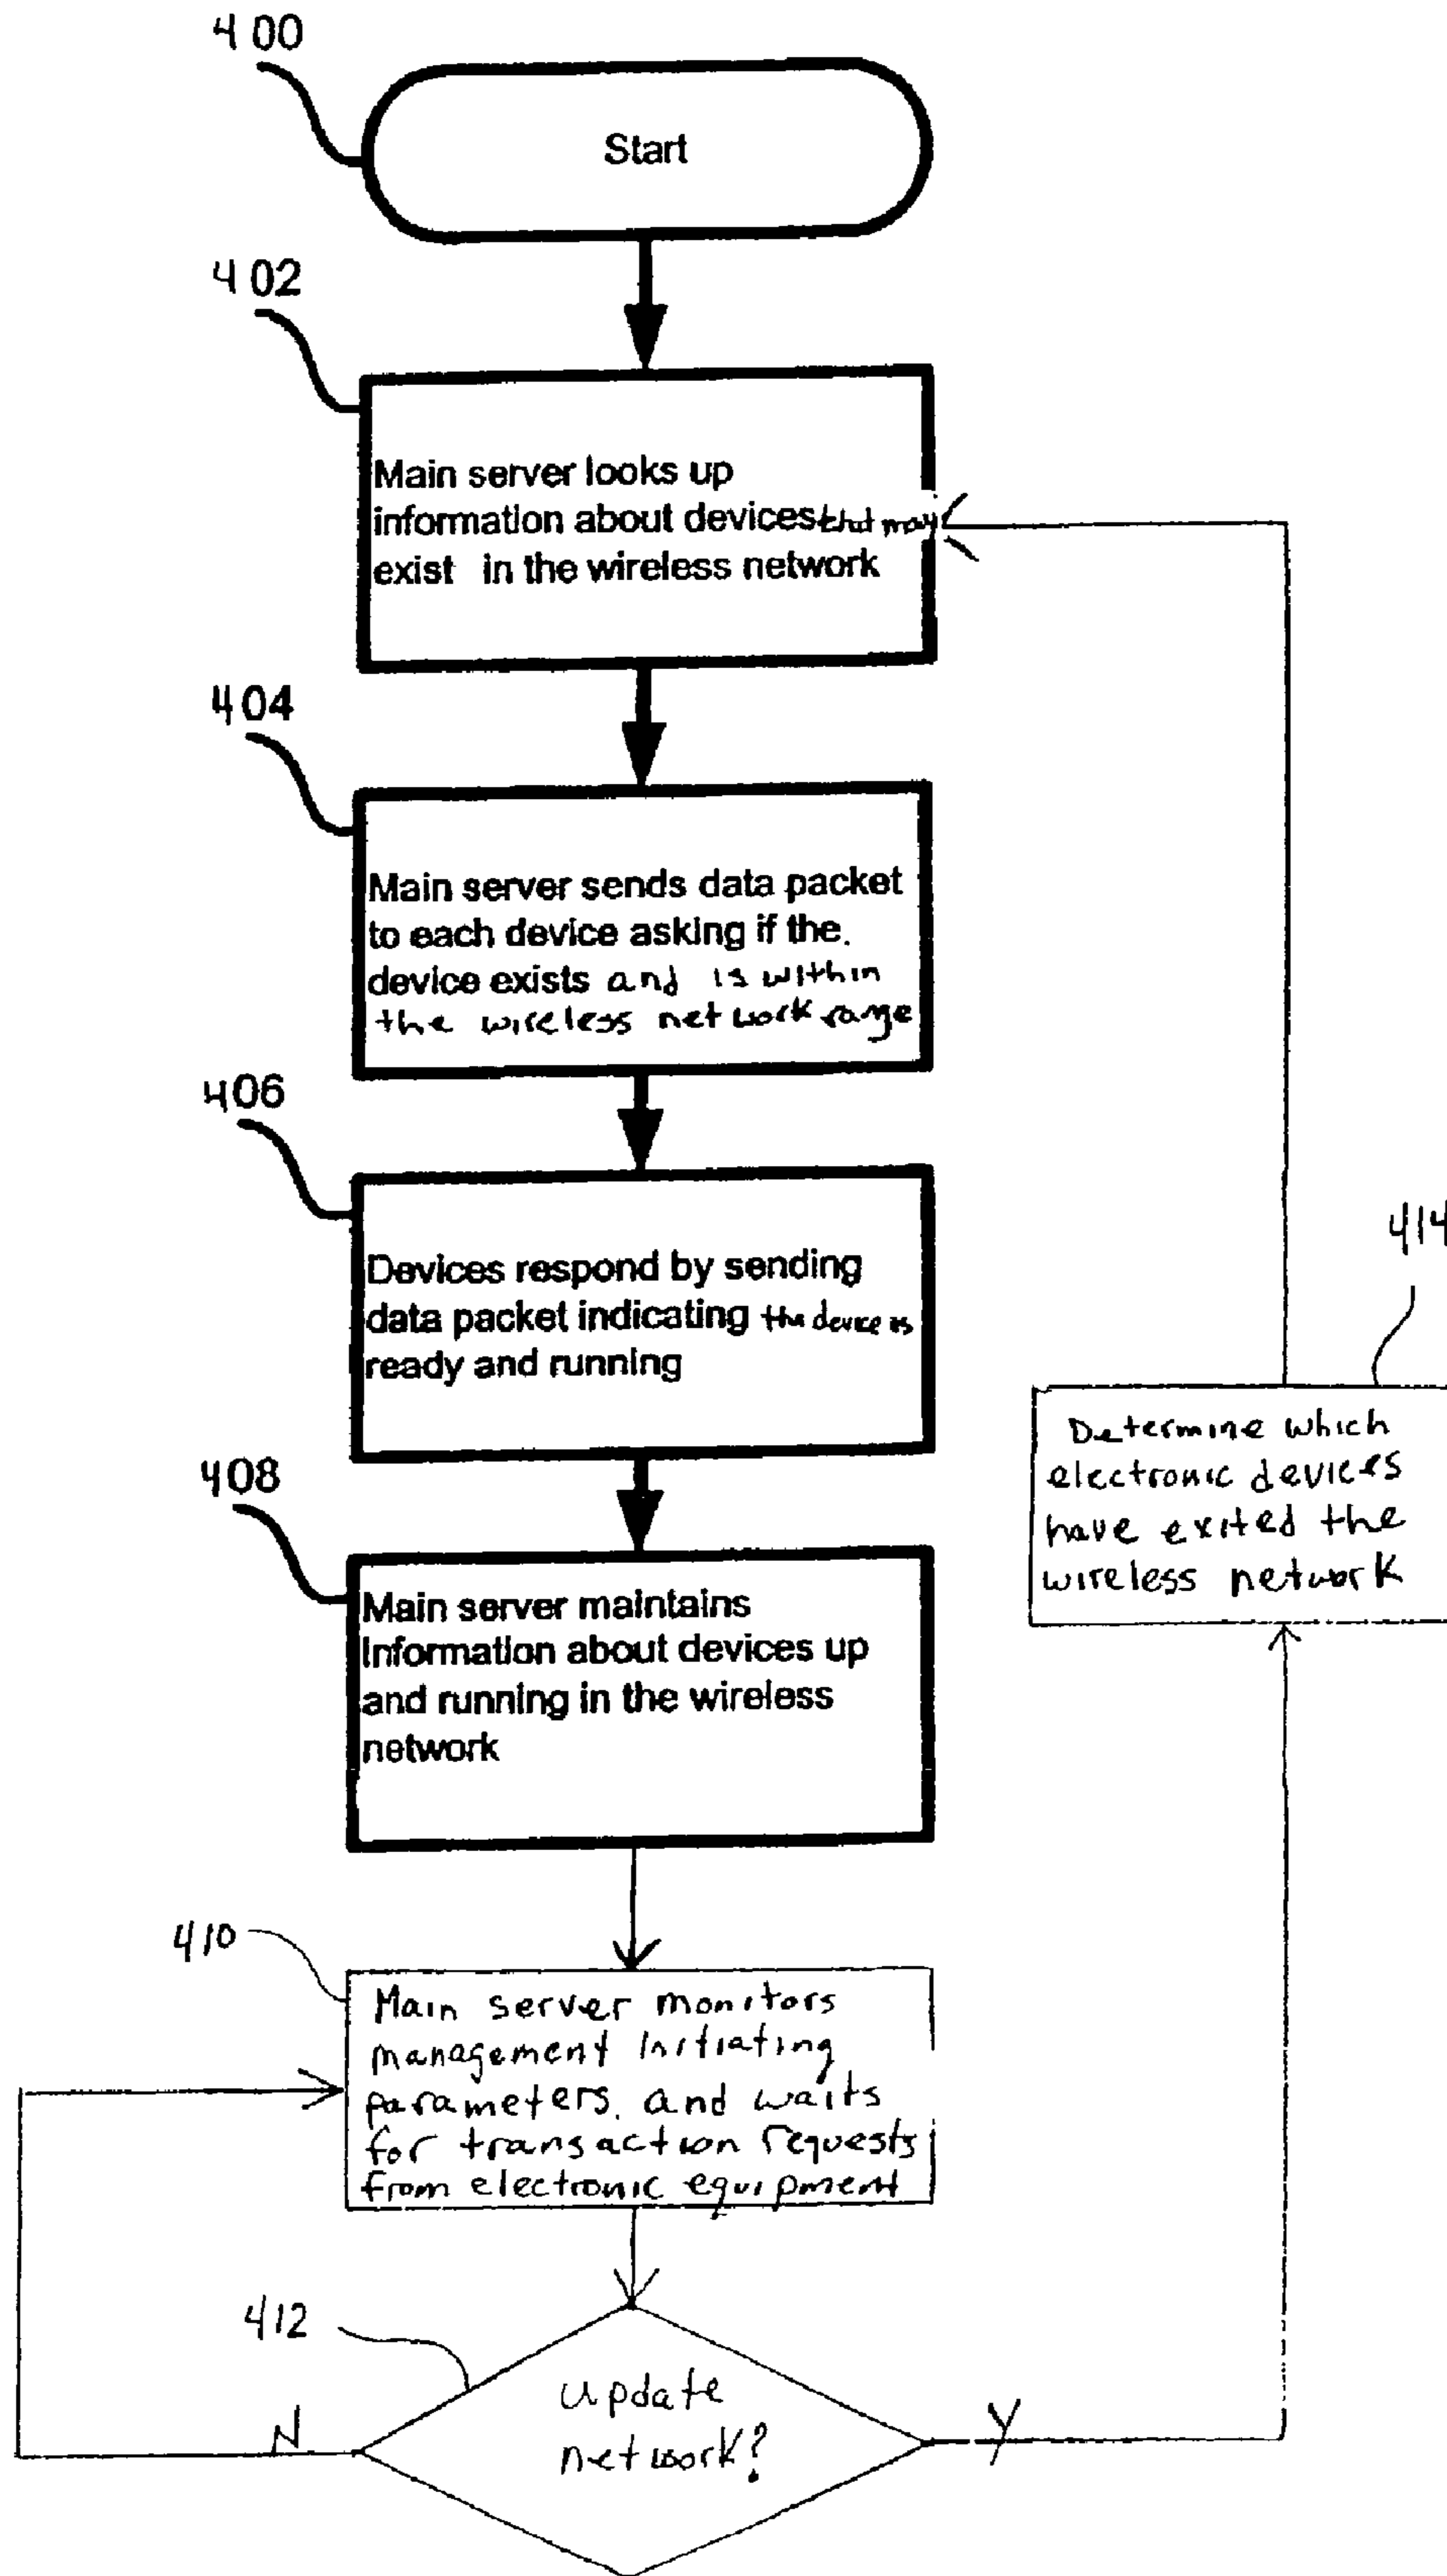 400
Start
402
Main server looks up
information about devices that may
exist in the wireless network
404
Main server sends data packet
to each device asking if the.
device exists and is within
the wireless network range
406
Devices respond by sending
data packet indicating the device is
ready and running
414
Determine which
electronic devices
have exited the
wireless network
408
Main server maintains
Information about devices up
and running in the wireless
network
410
Main server monitors
management initiating
parameters. and waits
for transaction requests
from electronic equipment
412
update
network?
N
Y